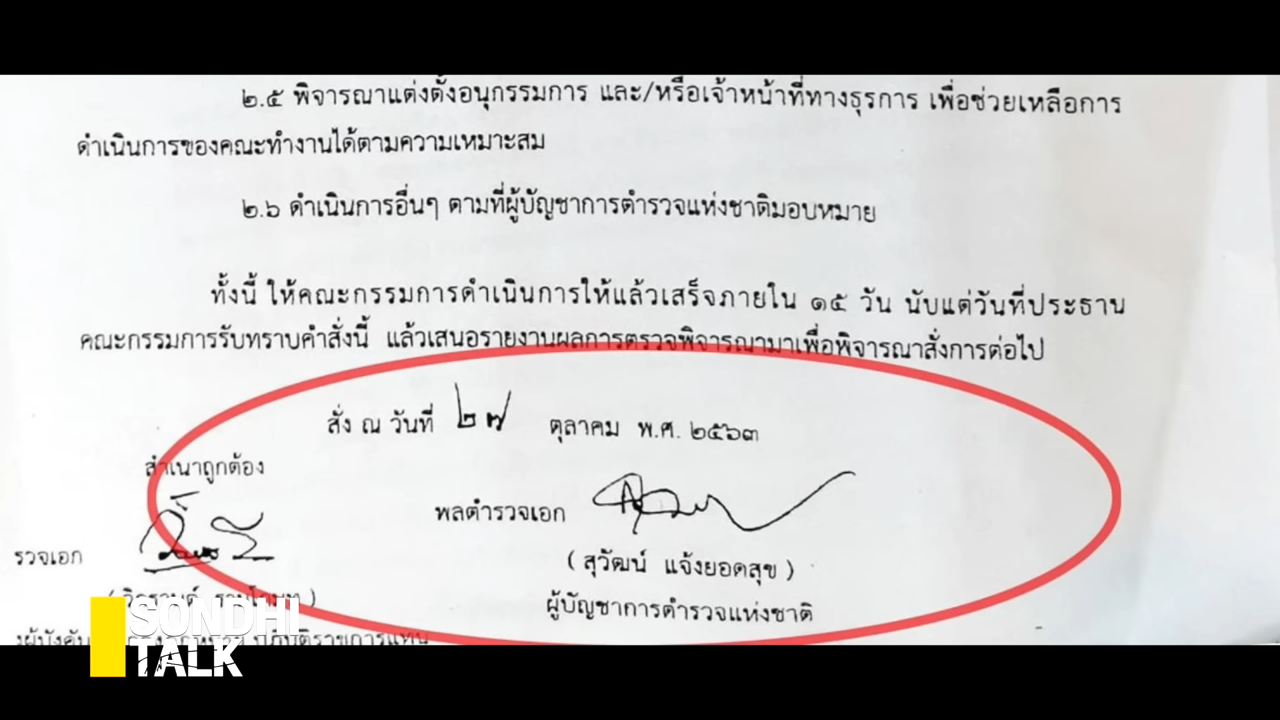 ๒.๕ พิจารณาแต่งตั้งอนุกรรมการ และ/หรือเจ้าหน้าที่ทางธุรการ เพื่อช่วยเหลือการ
ดำเนินการของคณะทำงานได้ตามความเหมาะสม
๒.๖ ดำเนินการอื่นๆ ตามที่ผู้บัญชาการตำรวจแห่งชาติมอบหมาย
ทั้งนี้ ให้คณะกรรมการดำเนินการให้แล้วเสร็จภายใน ๑๕ วัน นับแต่วันที่ประธาน
คณะกรรมการรับทราบคำสั่งนี้ แล้วเสนอรายงานผลการตรวจพิจารณามาเพื่อพิจารณาสั่งการต่อไป
สั่ง ณ วันที่ ๒๗ ตุลาคม พ.ศ. ๒๕๖๓
สำเนาถูกต้อง
พลตำรวจเอก
รวจเอก
( สุวัฒน์ แจ้งยอดสุข )
ผู้บัญชาการตำรวจแห่งชาติ
ปฏิบัติราชการแทน
SONDHI
TALK